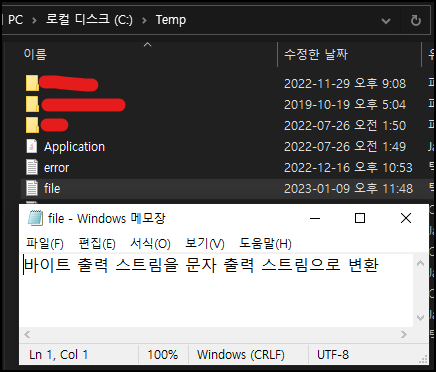 PC > 로컬 디스크 (C:) > Temp
이름 수정한 날짜
2022-11-29 오후 9:08
2019-10-19 오후 5:04
2022-07-26 오전 1:50
Application 2022-07-26 오전 1:49
error 2022-12-16 오후 10:53
file 2023-01-09 오후 11:48
file - Windows 메모장
파일(F) 편집(E) 서식(O) 보기(V) 도움말(H)
바이트 출력 스트림을 문자 출력 스트림으로 변환
Ln 1, Col 1 100% Windows (CRLF) UTF-8